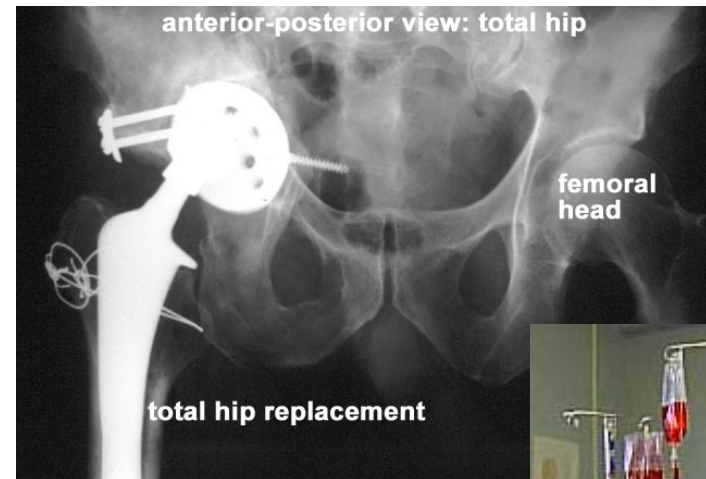 anterior-posterior view: total hip
femoral
head
total hip replacement